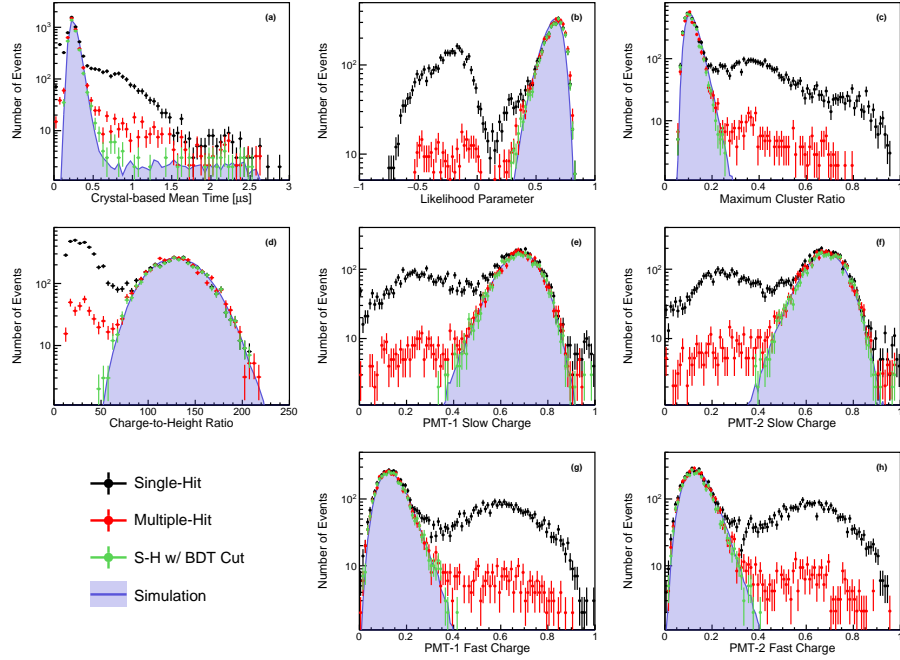 (a)
Number of Events
10³
10²
10
0 0.5 1 1.5 2 2.5 3
Crystal-based Mean Time [μs]
(b)
Number of Events
10²
10
−1 −0.5 0 0.5 1
Likelihood Parameter
(c)
Number of Events
10²
10
0 0.2 0.4 0.6 0.8 1
Maximum Cluster Ratio
(d)
Number of Events
10²
10
0 50 100 150 200 250
Charge-to-Height Ratio
(e)
Number of Events
10²
10
0 0.2 0.4 0.6 0.8 1
PMT-1 Slow Charge
(f)
Number of Events
10²
10
0 0.2 0.4 0.6 0.8 1
PMT-2 Slow Charge
Single-Hit
Multiple-Hit
S-H w/ BDT Cut
Simulation
(g)
Number of Events
10²
10
0 0.2 0.4 0.6 0.8 1
PMT-1 Fast Charge
(h)
Number of Events
10²
10
0 0.2 0.4 0.6 0.8 1
PMT-2 Fast Charge